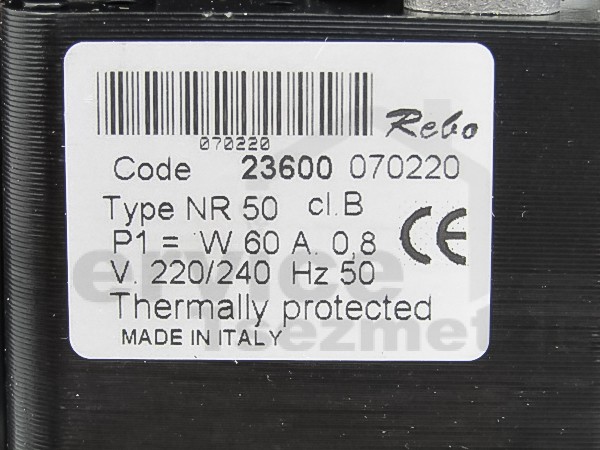 Rebo
070220
Code 23600 070220
Type NR 50 cl.B
P1 = W 60 A. 0,8 CE
V. 220/240 Hz 50
Thermally protected
MADE IN ITALY